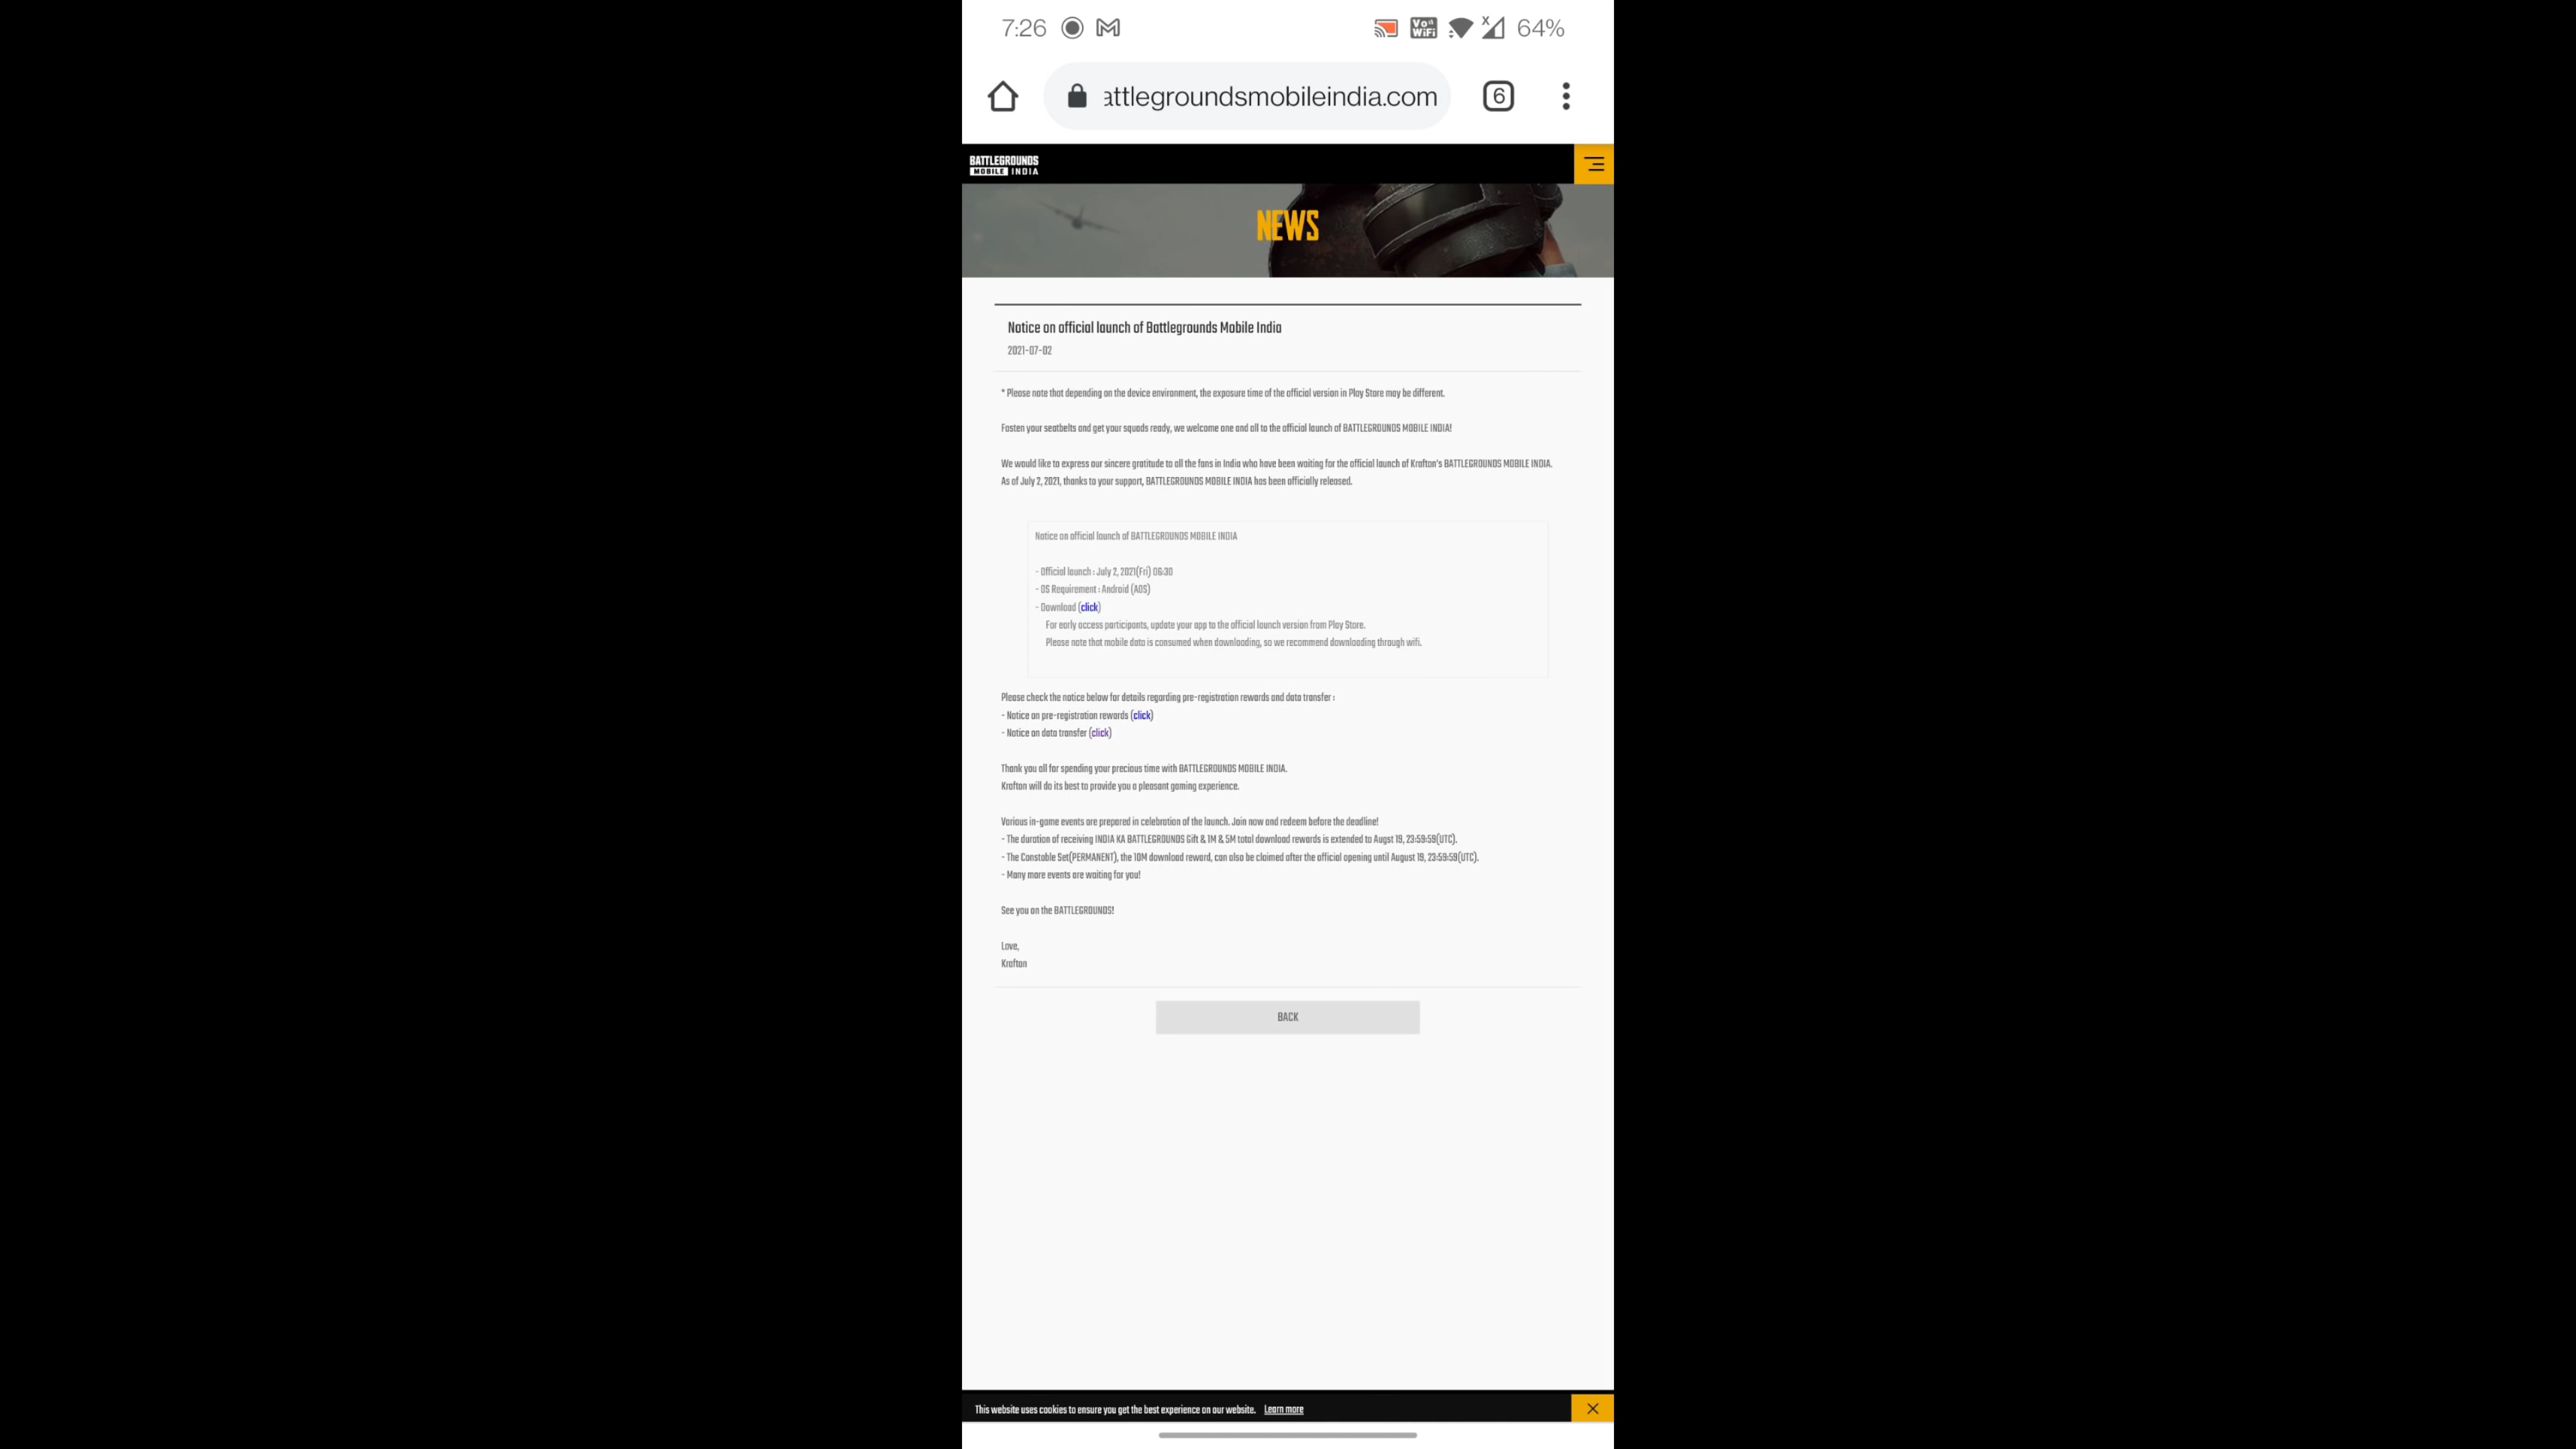 7:26
Vo WiFi
X
64%
attlegroundsmobileindia.com
6
BATTLEGROUNDS
MOBILE INDIA
NEWS
Notice on official launch of Battlegrounds Mobile India
2021-07-02
* Please note that depending on the device environment, the exposure time of the official version in Play Store may be different.
Fasten your seatbelts and get your squads ready, we welcome one and all to the official launch of BATTLEGROUNDS MOBILE INDIA!
We would like to express our sincere gratitude to all the fans in India who have been waiting for the official launch of Krafton's BATTLEGROUNDS MOBILE INDIA.
As of July 2, 2021, thanks to your support, BATTLEGROUNDS MOBILE INDIA has been officially released.
Notice on official launch of BATTLEGROUNDS MOBILE INDIA
- Official launch : July 2, 2021(Fri) 06:30
- OS Requirement : Android (AOS)
- Download (click)
For early access participants, update your app to the official launch version from Play Store.
Please note that mobile data is consumed when downloading, so we recommend downloading through wifi.
Please check the notice below for details regarding pre-registration rewards and data transfer :
- Notice on pre-registration rewards (click)
- Notice on data transfer (click)
Thank you all for spending your precious time with BATTLEGROUNDS MOBILE INDIA.
Krafton will do its best to provide you a pleasant gaming experience.
Various in-game events are prepared in celebration of the launch. Join now and redeem before the deadline!
- The duration of receiving INDIA KA BATTLEGROUNDS Gift & 1M & 5M total download rewards is extended to Augst 19, 23:59:59(UTC).
- The Constable Set(PERMANENT), the 10M download reward, can also be claimed after the official opening until August 19, 23:59:59(UTC).
- Many more events are waiting for you!
See you on the BATTLEGROUNDS!
Love,
Krafton
BACK
This website uses cookies to ensure you get the best experience on our website. Learn more